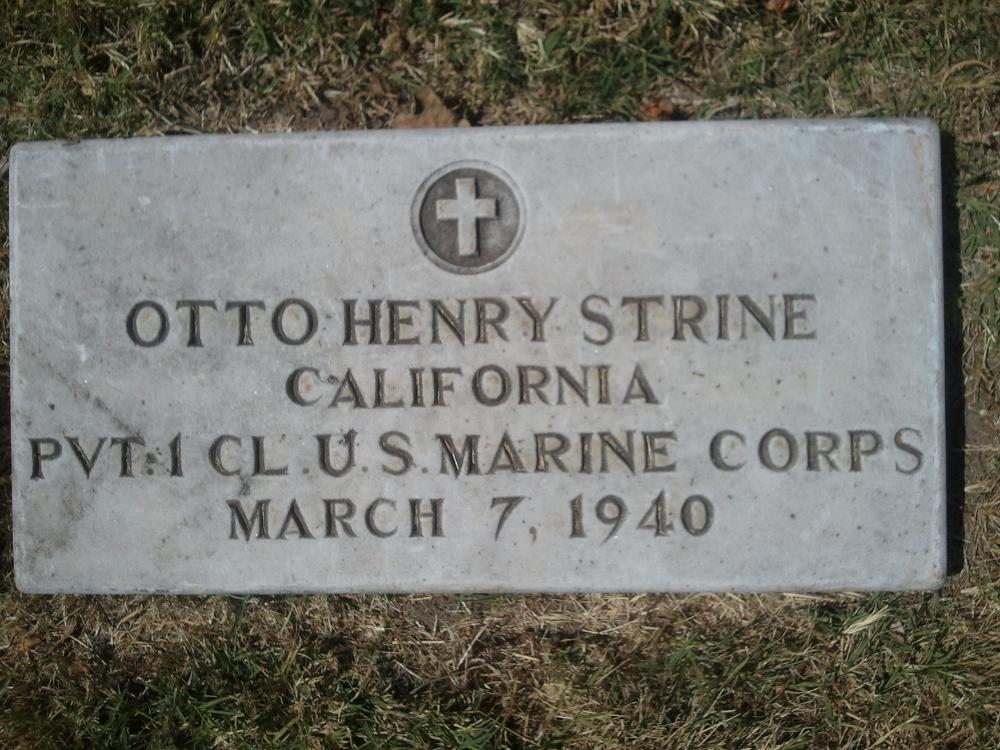 OTTO HENRY STRINE
CALIFORNIA
PVT. 1 CL. U.S. MARINE CORPS
MARCH 7, 1940